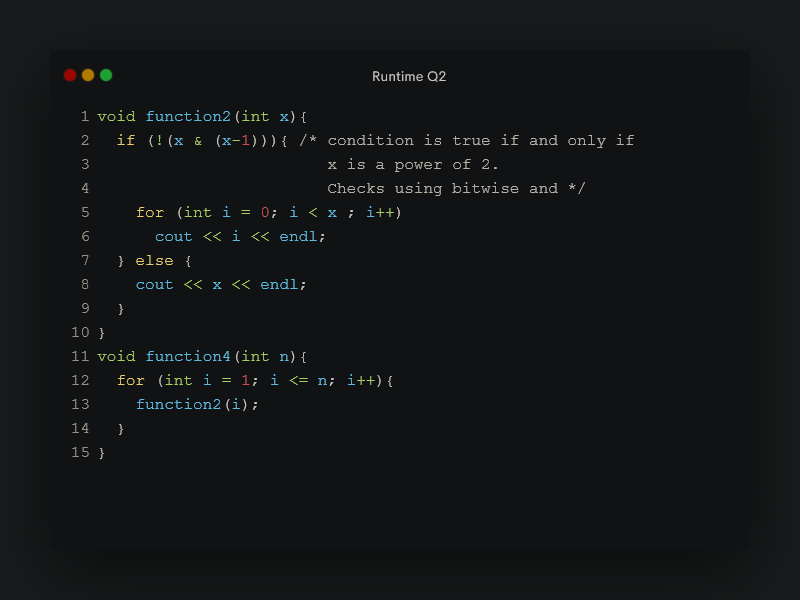 Runtime Q2
1 void function2(int x){
2   if (!(x & (x-1))){ /* condition is true if and only if
3                         x is a power of 2.
4                         Checks using bitwise and */
5     for (int i = 0; i < x ; i++)
6       cout << i << endl;
7   } else {
8     cout << x << endl;
9   }
10 }
11 void function4(int n){
12   for (int i = 1; i <= n; i++){
13     function2(i);
14   }
15 }